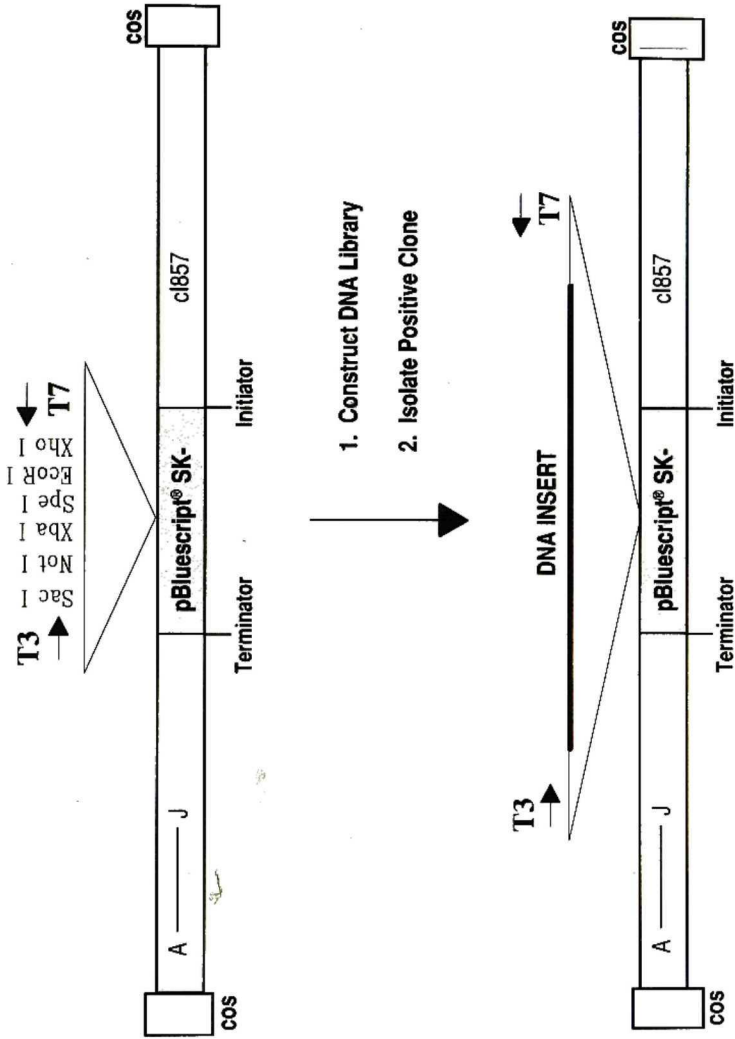 T3
Sac I
Not I
Xba I
Spe I
EcoR I
Xho I
T7
cos
A J
pBluescript® SK-
cI857
cos
Terminator
Initiator
1. Construct DNA Library
2. Isolate Positive Clone
T3
DNA INSERT
T7
cos
A J
pBluescript® SK-
cI857
cos
Terminator
Initiator